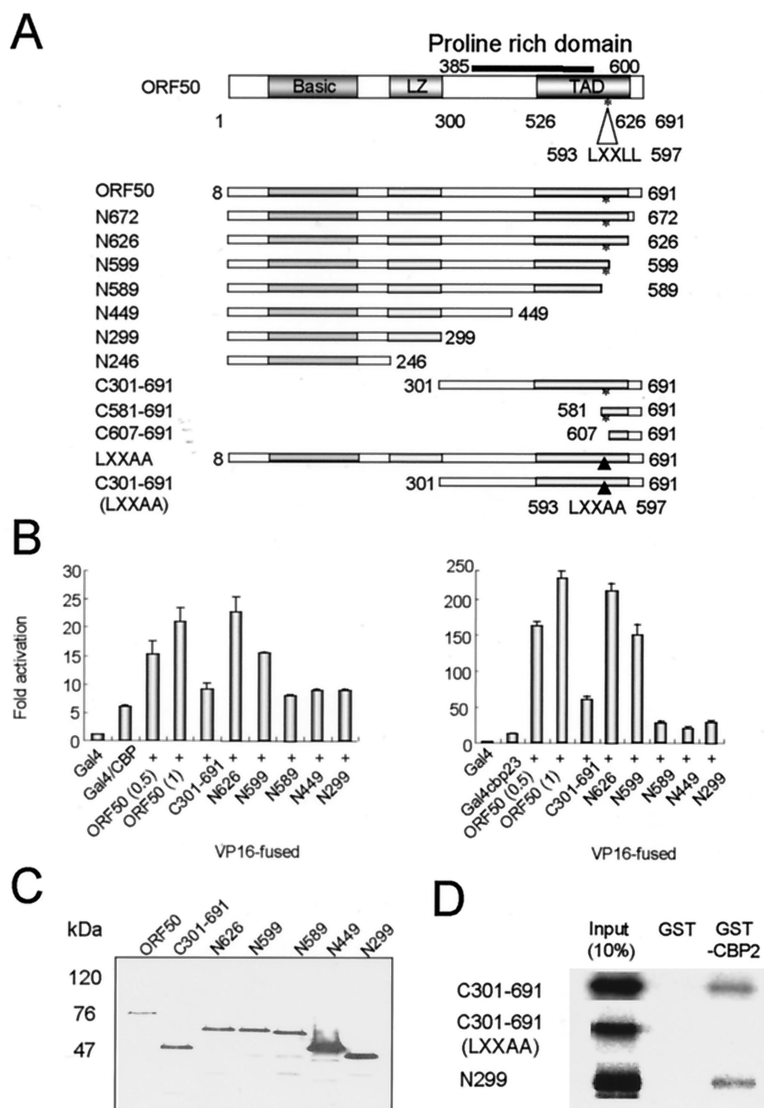 A
Proline rich domain
385 600
ORF50 Basic LZ TAD
*
1 300 526 626 691
593 LXXLL 597
ORF50 8 691
*
N672 672
*
N626 626
*
N599 599
*
N589 589
N449 449
N299 299
N246 246
C301-691 301 691
*
C581-691 581 691
*
C607-691 607 691
LXXAA 8 691
C301-691 301 691
(LXXAA) 593 LXXAA 597
B
Fold activation
30
25
20
15
10
5
0
Gal4
Gal4/CBP
ORF50 (0.5) +
ORF50 (1) +
C301-691 +
N626 +
N599 +
N589 +
N449 +
N299 +
VP16-fused
250
200
150
100
50
0
Gal4
Gal4cbp23
ORF50 (0.5) +
ORF50 (1) +
C301-691 +
N626 +
N599 +
N589 +
N449 +
N299 +
VP16-fused
C
kDa
ORF50 C301-691 N626 N599 N589 N449 N299
120
76
47
D
Input GST GST
(10%) -CBP2
C301-691
C301-691
(LXXAA)
N299